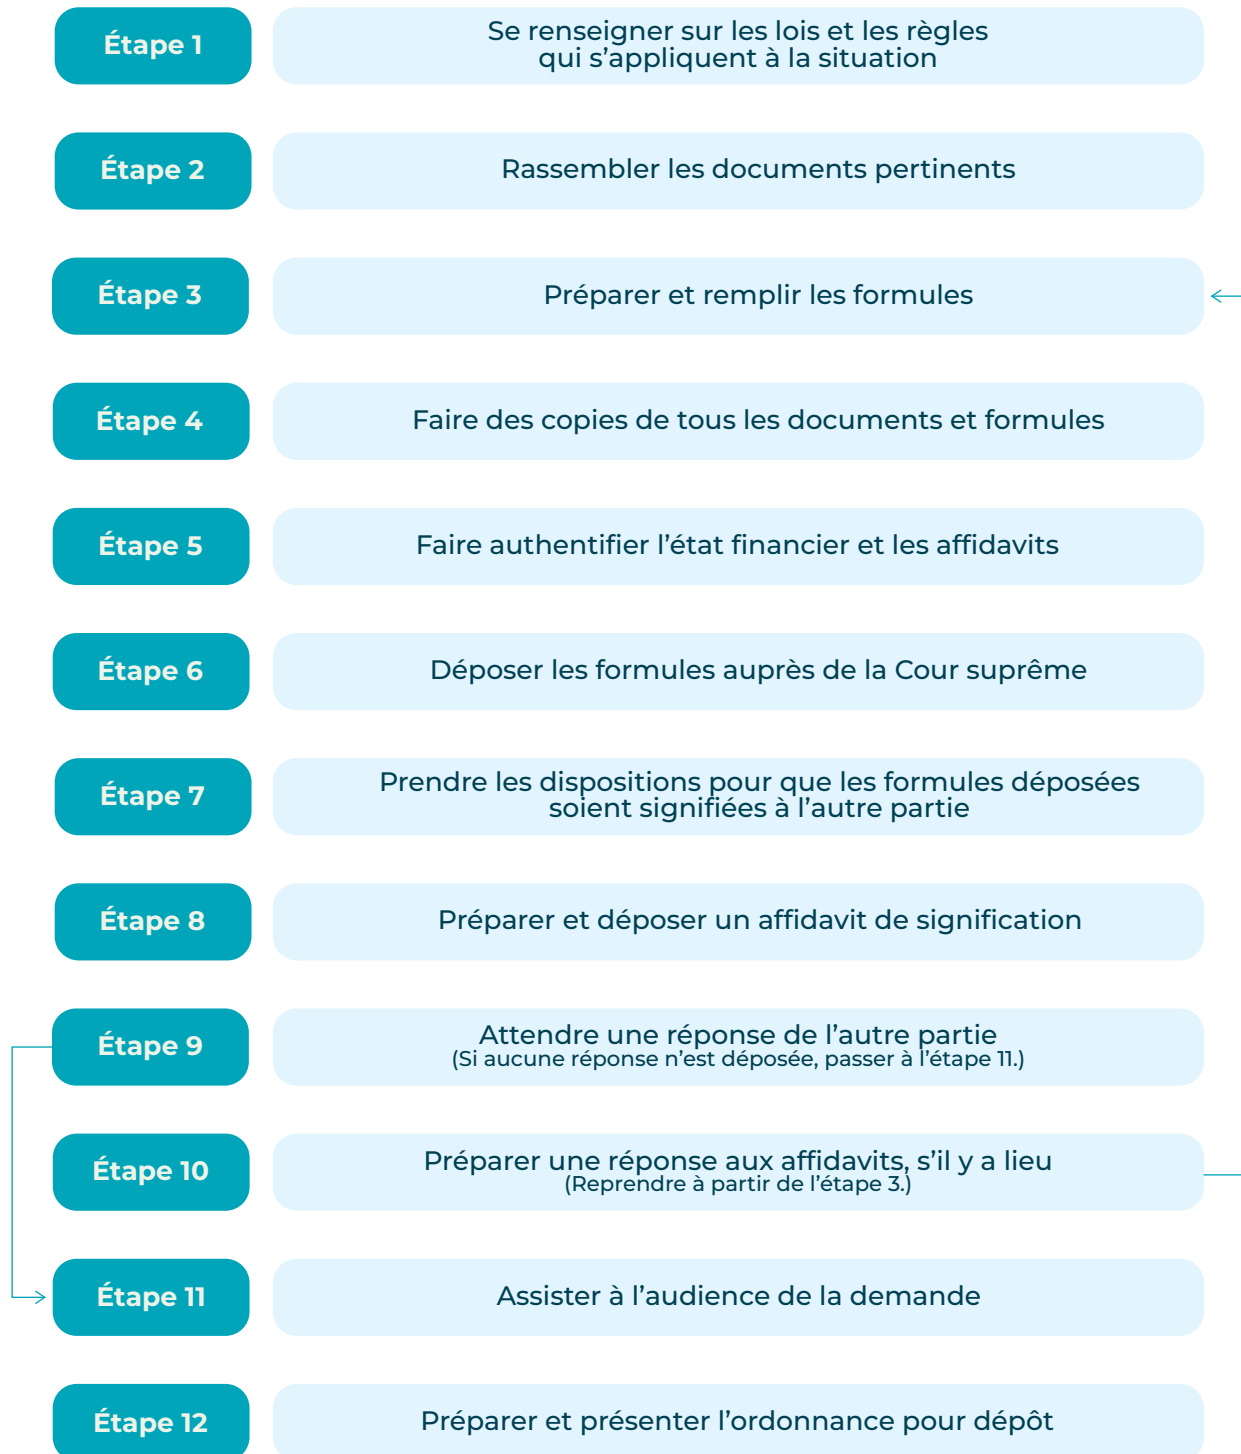 Étape 1
Se renseigner sur les lois et les règles
qui s’appliquent à la situation
Étape 2
Rassembler les documents pertinents
Étape 3
Préparer et remplir les formules
Étape 4
Faire des copies de tous les documents et formules
Étape 5
Faire authentifier l’état financier et les affidavits
Étape 6
Déposer les formules auprès de la Cour suprême
Étape 7
Prendre les dispositions pour que les formules déposées
soient signifiées à l’autre partie
Étape 8
Préparer et déposer un affidavit de signification
Étape 9
Attendre une réponse de l’autre partie
(Si aucune réponse n’est déposée, passer à l’étape 11.)
Étape 10
Préparer une réponse aux affidavits, s’il y a lieu
(Reprendre à partir de l’étape 3.)
Étape 11
Assister à l’audience de la demande
Étape 12
Préparer et présenter l’ordonnance pour dépôt